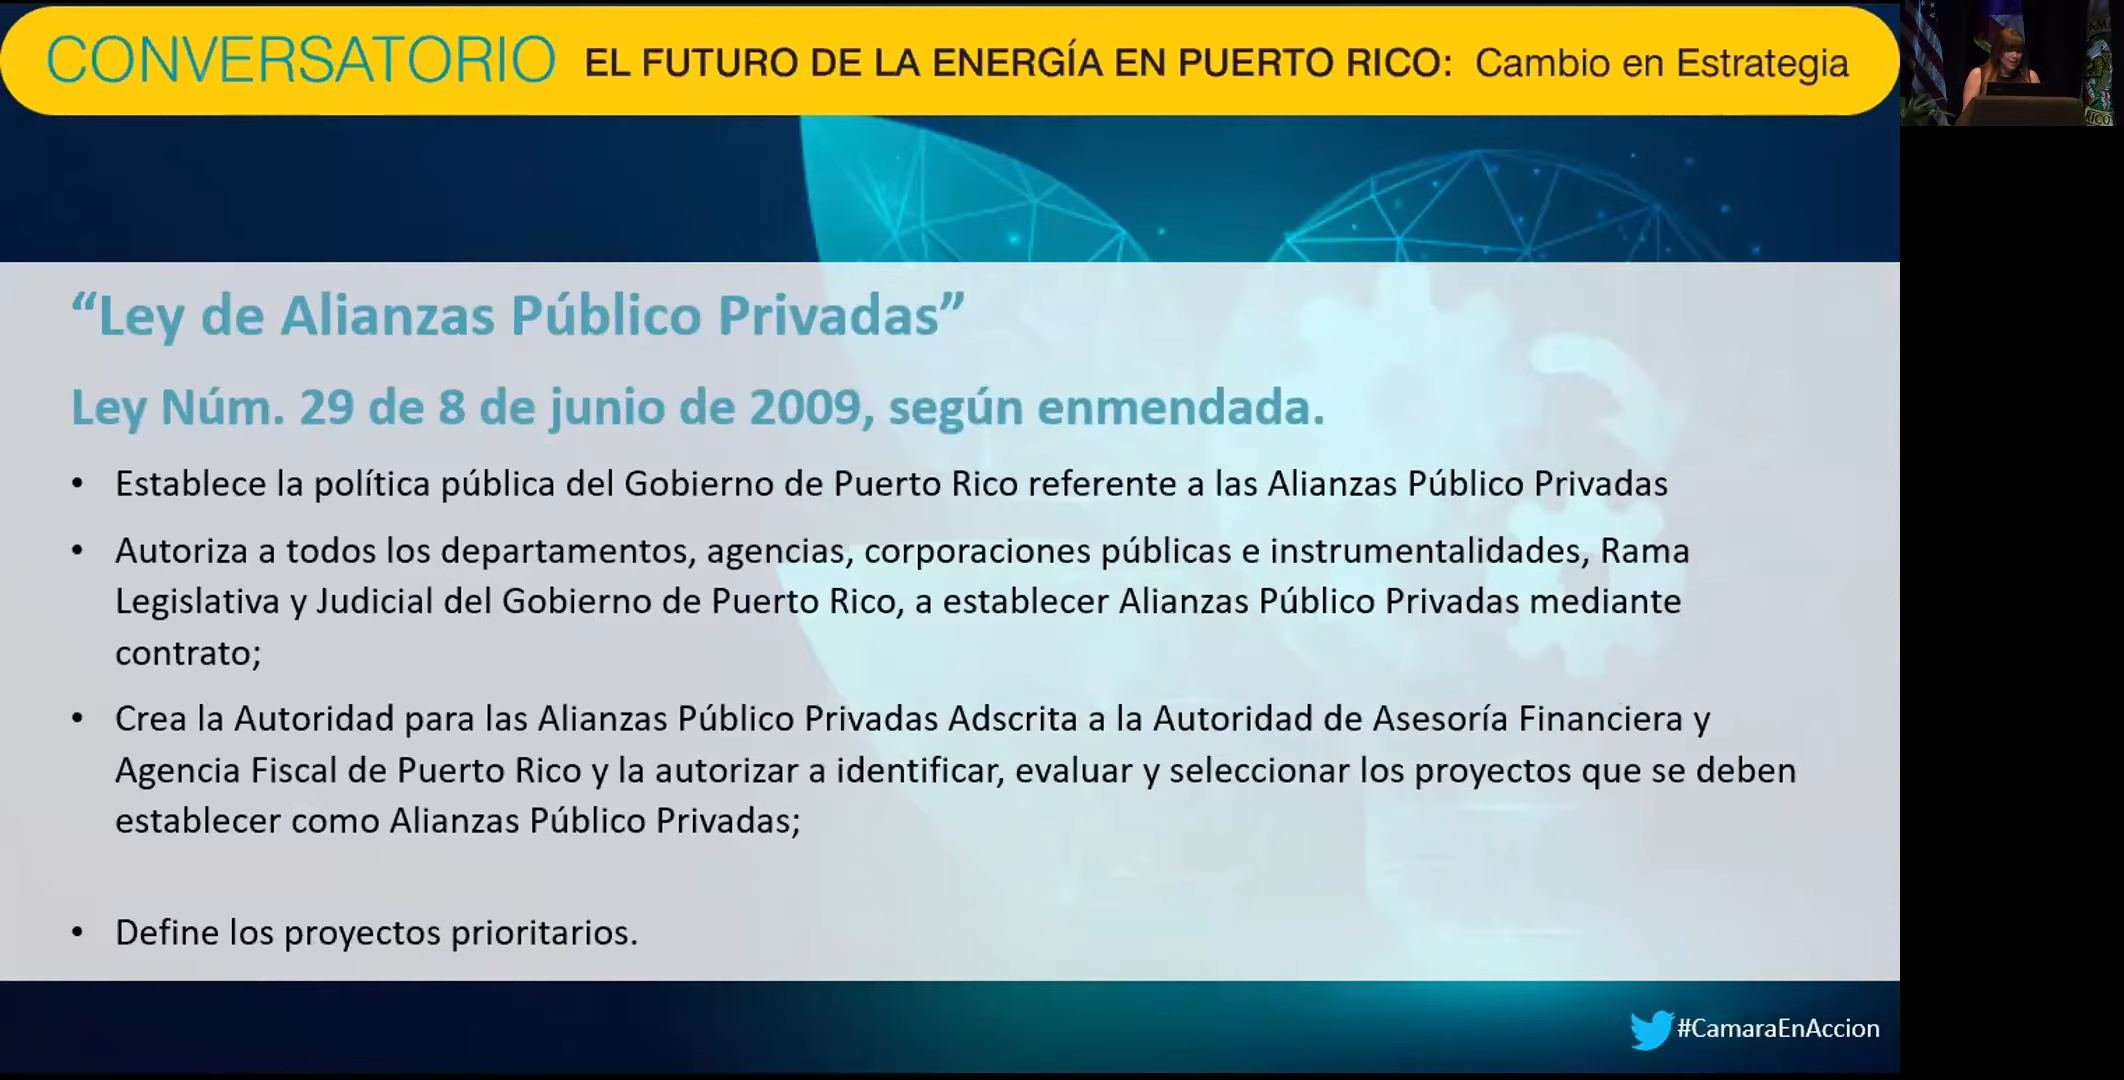 CONVERSATORIO EL FUTURO DE LA ENERGÍA EN PUERTO RICO: Cambio en Estrategia
“Ley de Alianzas Público Privadas”
Ley Núm. 29 de 8 de junio de 2009, según enmendada.
• Establece la política pública del Gobierno de Puerto Rico referente a las Alianzas Público Privadas
• Autoriza a todos los departamentos, agencias, corporaciones públicas e instrumentalidades, Rama
Legislativa y Judicial del Gobierno de Puerto Rico, a establecer Alianzas Público Privadas mediante
contrato;
• Crea la Autoridad para las Alianzas Público Privadas Adscrita a la Autoridad de Asesoría Financiera y
Agencia Fiscal de Puerto Rico y la autorizar a identificar, evaluar y seleccionar los proyectos que se deben
establecer como Alianzas Público Privadas;
• Define los proyectos prioritarios.
#CamaraEnAccion